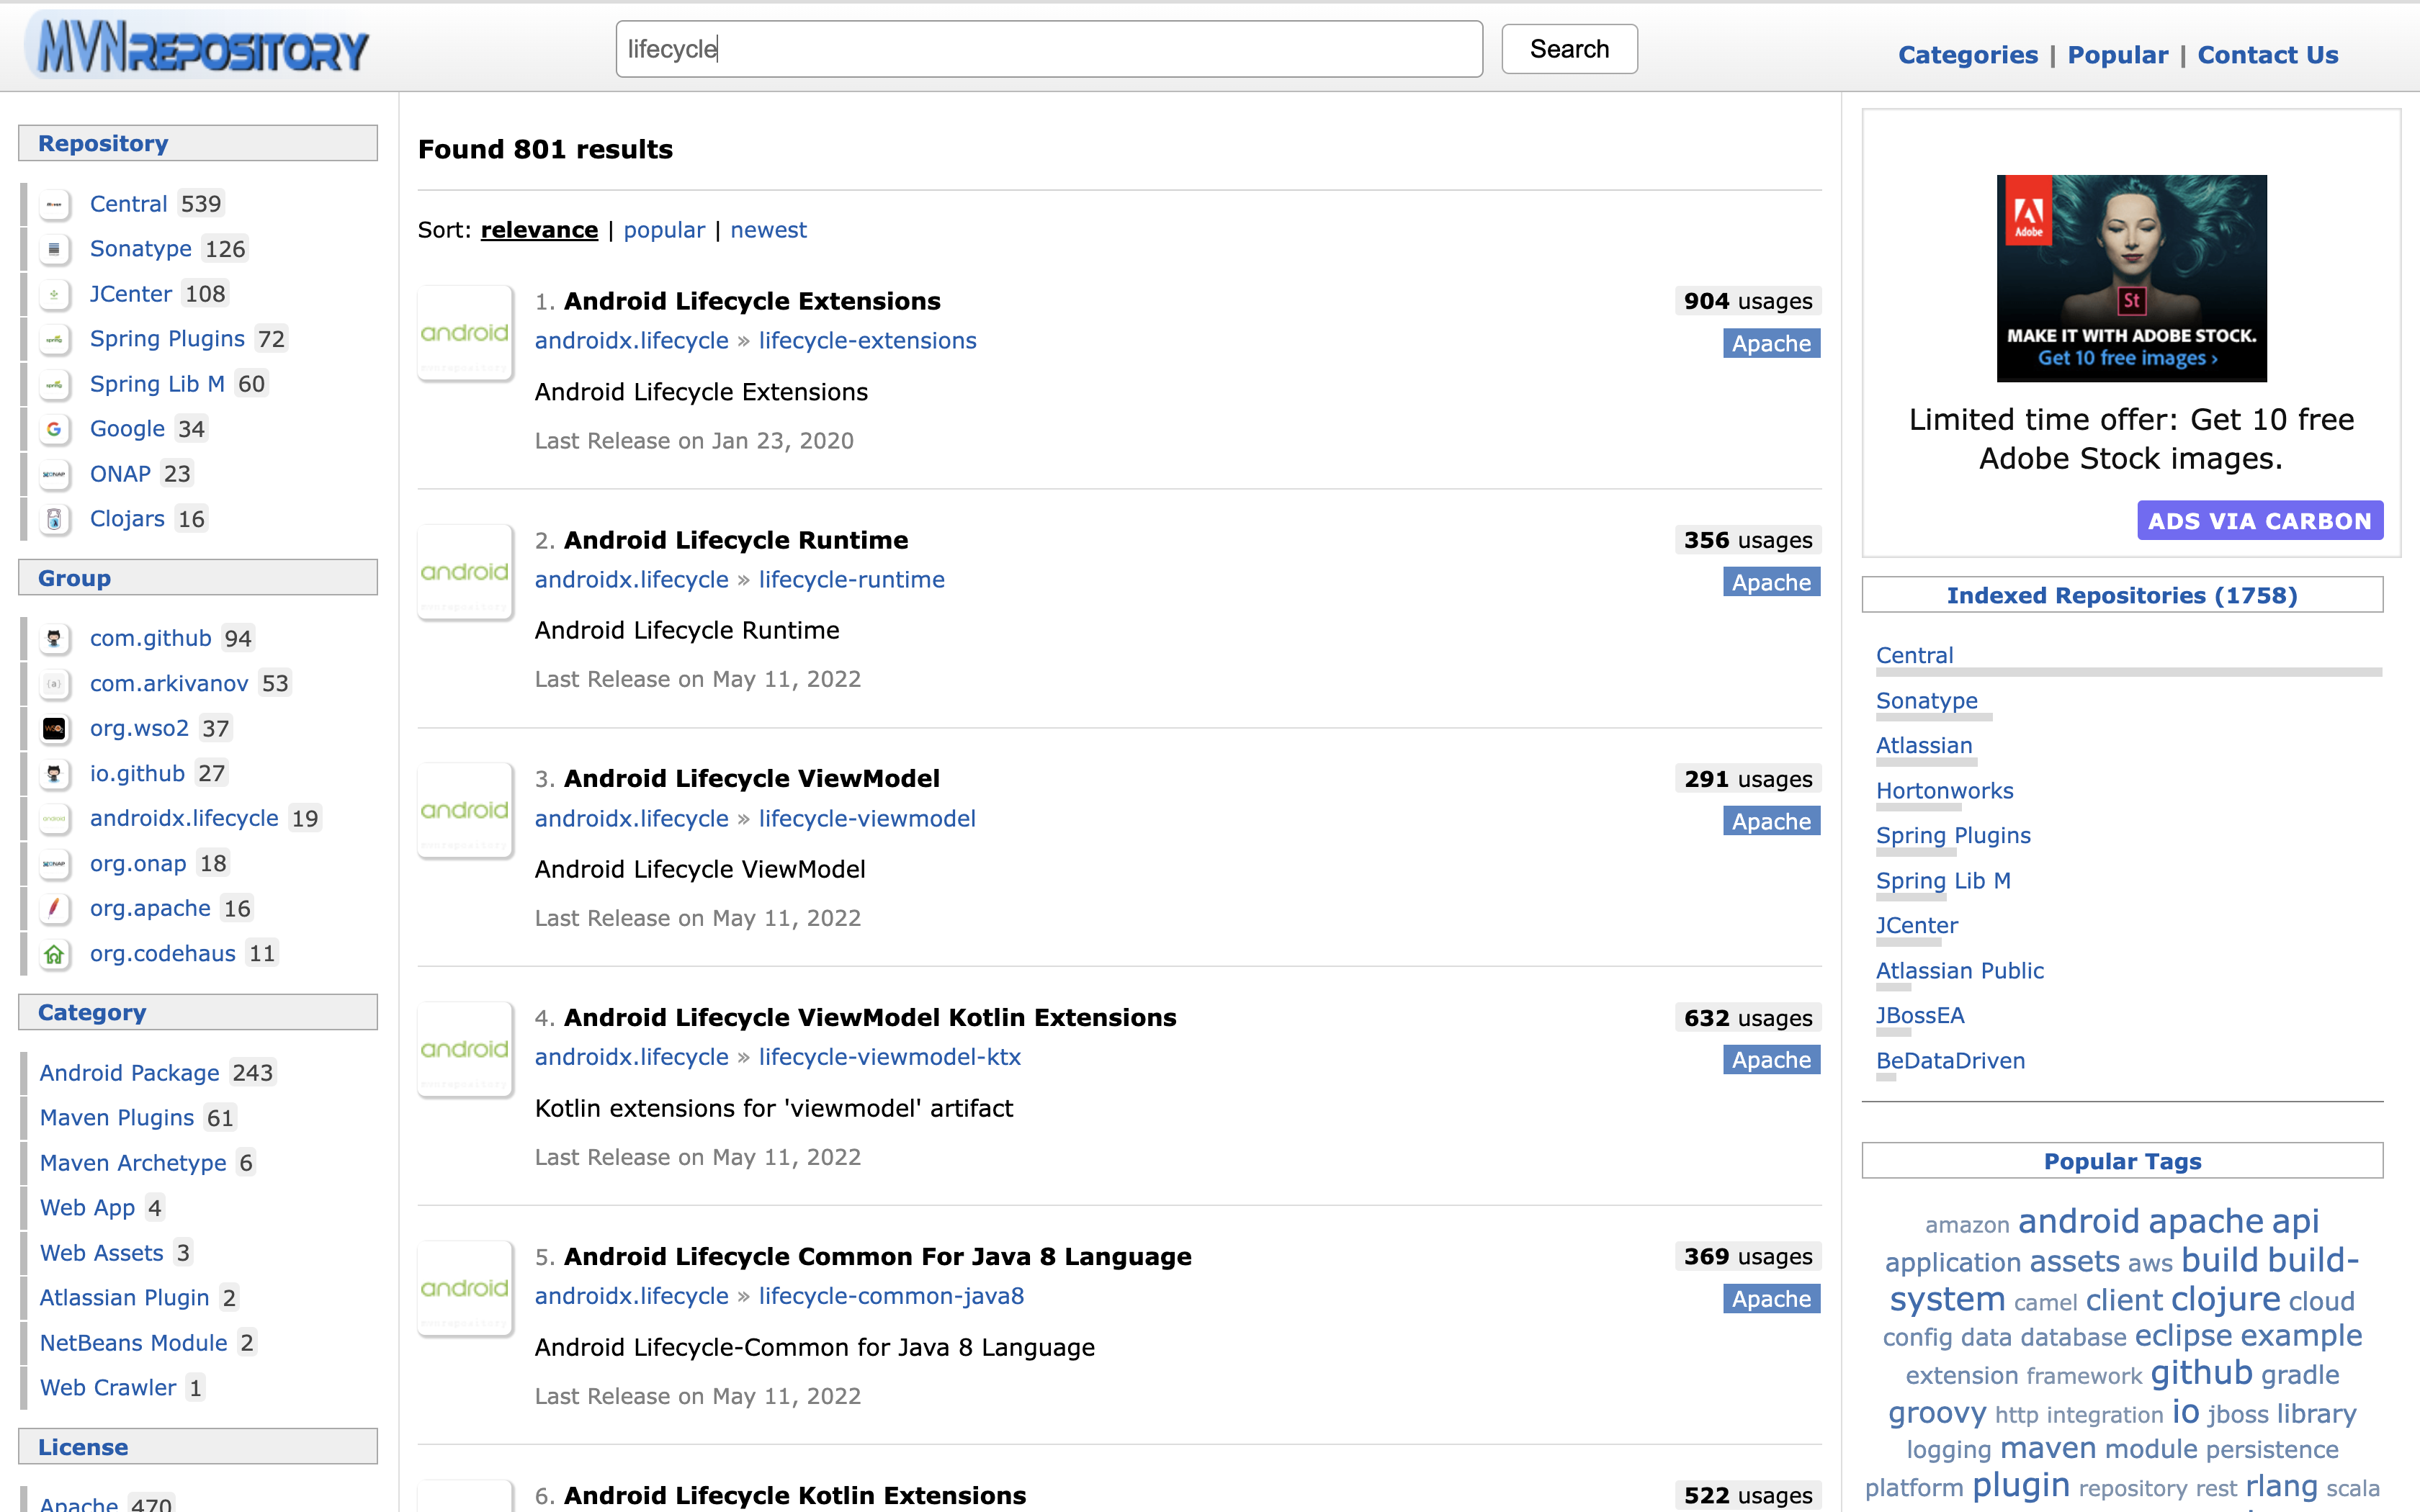 MVNREPOSITORY
lifecycle
Search
Categories | Popular | Contact Us
Repository
Central 539
Sonatype 126
JCenter 108
Spring Plugins 72
Spring Lib M 60
Google 34
ONAP 23
Clojars 16
Group
com.github 94
com.arkivanov 53
org.wso2 37
io.github 27
androidx.lifecycle 19
org.onap 18
org.apache 16
org.codehaus 11
Category
Android Package 243
Maven Plugins 61
Maven Archetype 6
Web App 4
Web Assets 3
Atlassian Plugin 2
NetBeans Module 2
Web Crawler 1
License
Apache 470
Found 801 results
Sort: relevance | popular | newest
android
1. Android Lifecycle Extensions
904 usages
androidx.lifecycle » lifecycle-extensions
Apache
Android Lifecycle Extensions
Last Release on Jan 23, 2020
android
2. Android Lifecycle Runtime
356 usages
androidx.lifecycle » lifecycle-runtime
Apache
Android Lifecycle Runtime
Last Release on May 11, 2022
android
3. Android Lifecycle ViewModel
291 usages
androidx.lifecycle » lifecycle-viewmodel
Apache
Android Lifecycle ViewModel
Last Release on May 11, 2022
android
4. Android Lifecycle ViewModel Kotlin Extensions
632 usages
androidx.lifecycle » lifecycle-viewmodel-ktx
Apache
Kotlin extensions for 'viewmodel' artifact
Last Release on May 11, 2022
android
5. Android Lifecycle Common For Java 8 Language
369 usages
androidx.lifecycle » lifecycle-common-java8
Apache
Android Lifecycle-Common for Java 8 Language
Last Release on May 11, 2022
6. Android Lifecycle Kotlin Extensions
522 usages
Adobe
St
MAKE IT WITH ADOBE STOCK.
Get 10 free images ›
Limited time offer: Get 10 free
Adobe Stock images.
ADS VIA CARBON
Indexed Repositories (1758)
Central
Sonatype
Atlassian
Hortonworks
Spring Plugins
Spring Lib M
JCenter
Atlassian Public
JBossEA
BeDataDriven
Popular Tags
amazon android apache api
application assets aws build build-
system camel client clojure cloud
config data database eclipse example
extension framework github gradle
groovy http integration io jboss library
logging maven module persistence
platform plugin repository rest rlang scala